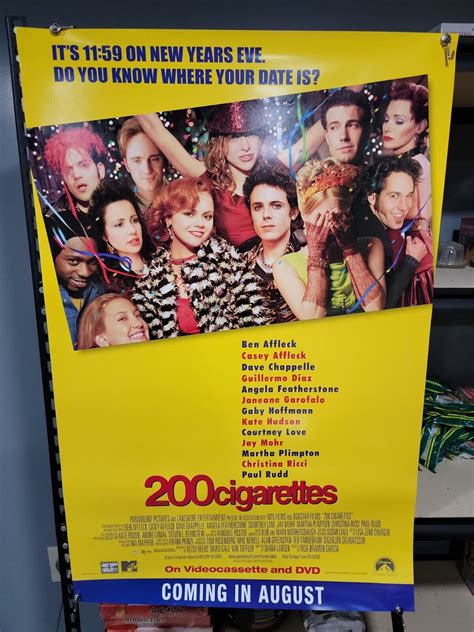 IT'S 11:59 ON NEW YEARS EVE.
DO YOU KNOW WHERE YOUR DATE IS?
Ben Affleck
Casey Affleck
Dave Chappelle
Guillermo Diaz
Angela Featherstone
Janeane Garofalo
Gaby Hoffmann
Kate Hudson
Courtney Love
Jay Mohr
Martha Plimpton
Christina Ricci
Paul Rudd
200cigarettes
On Videocassette and DVD
COMING IN AUGUST